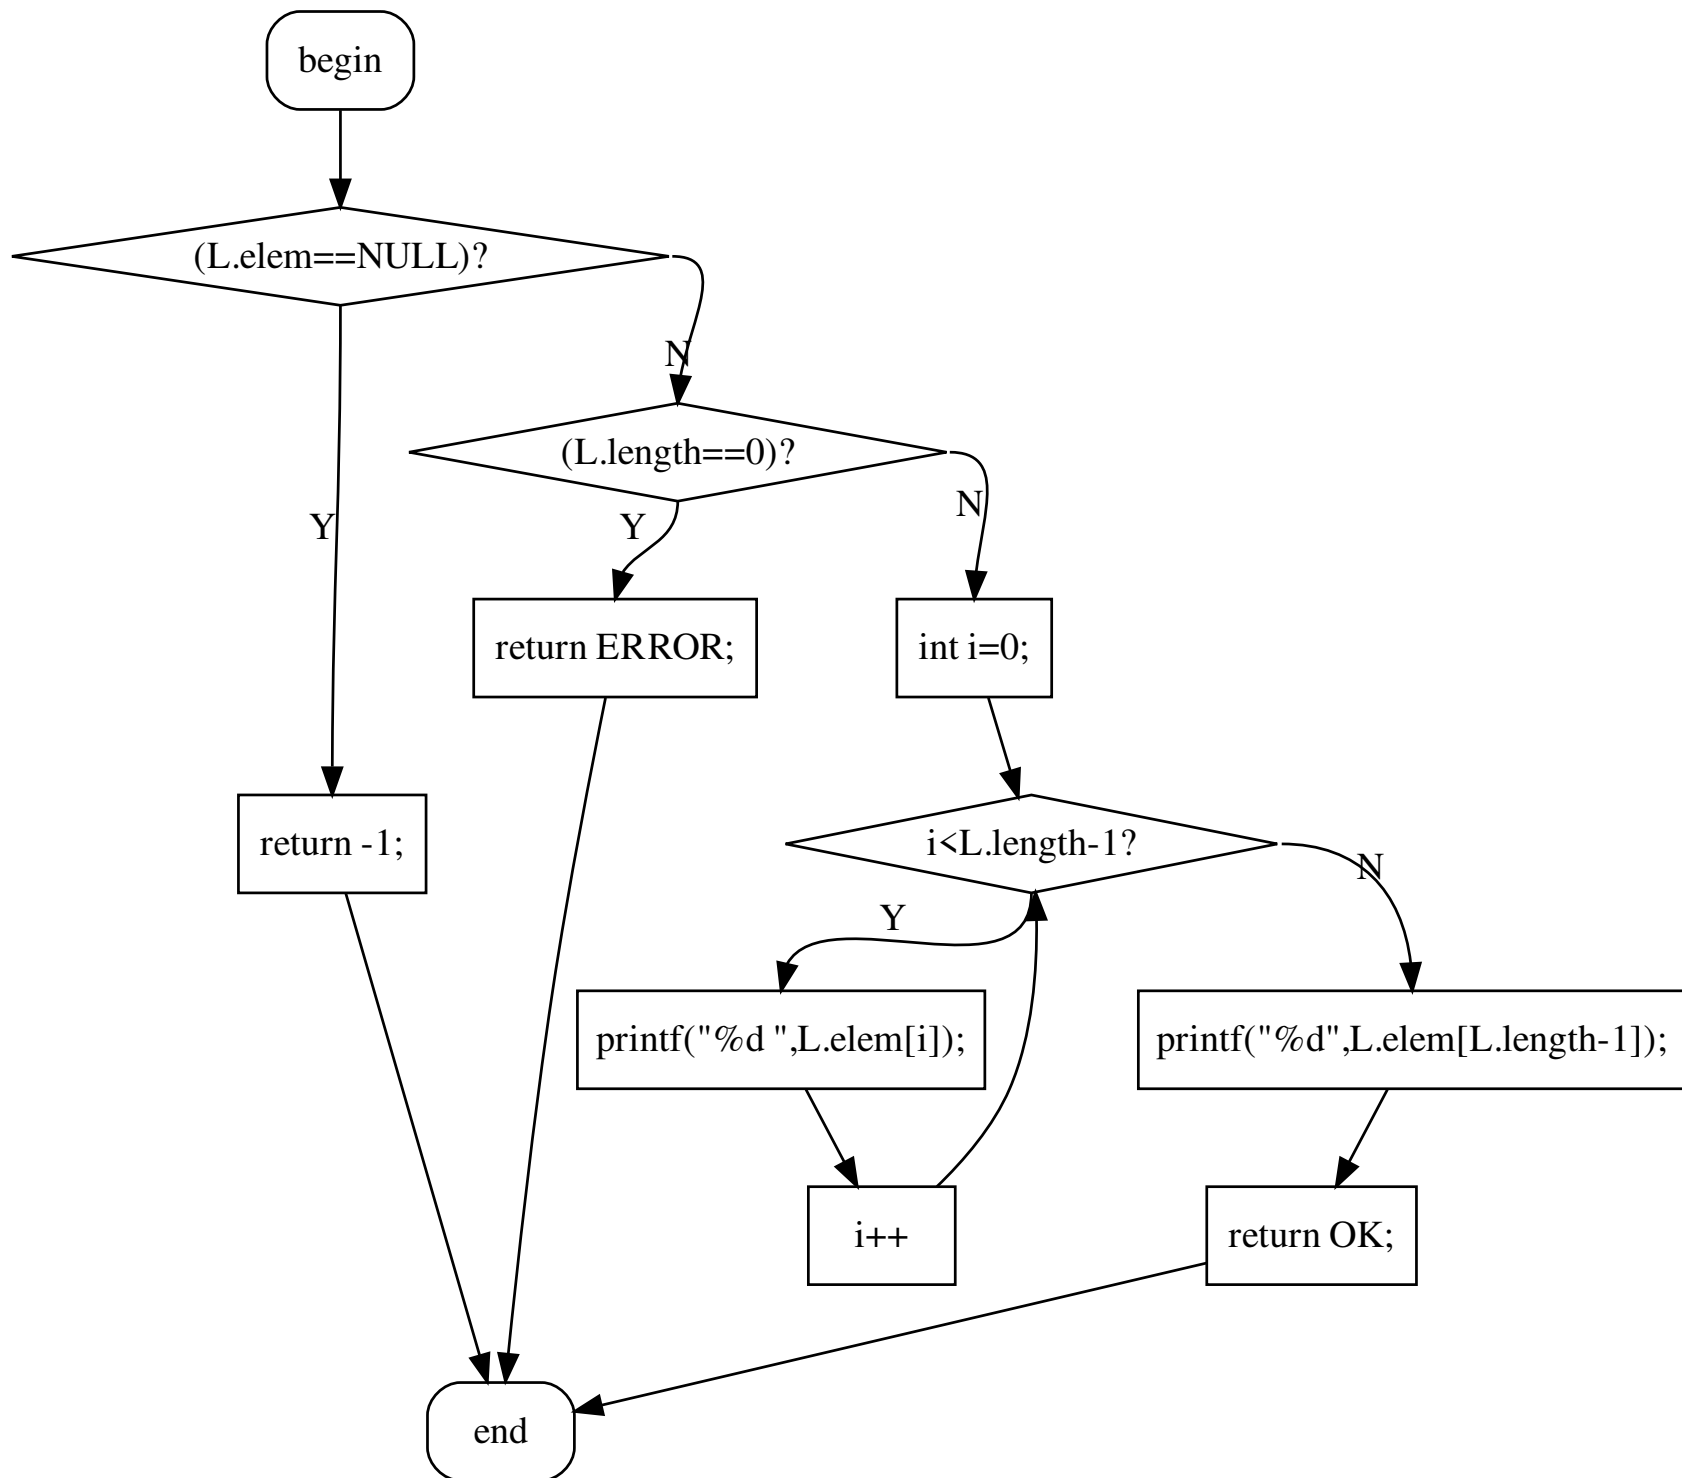 begin
(L.elem==NULL)?
N
(L.length==0)?
Y
Y
N
return ERROR;
int i=0;
return -1;
i<L.length-1?
N
Y
printf("%d ",L.elem[i]);
printf("%d",L.elem[L.length-1]);
i++
return OK;
end